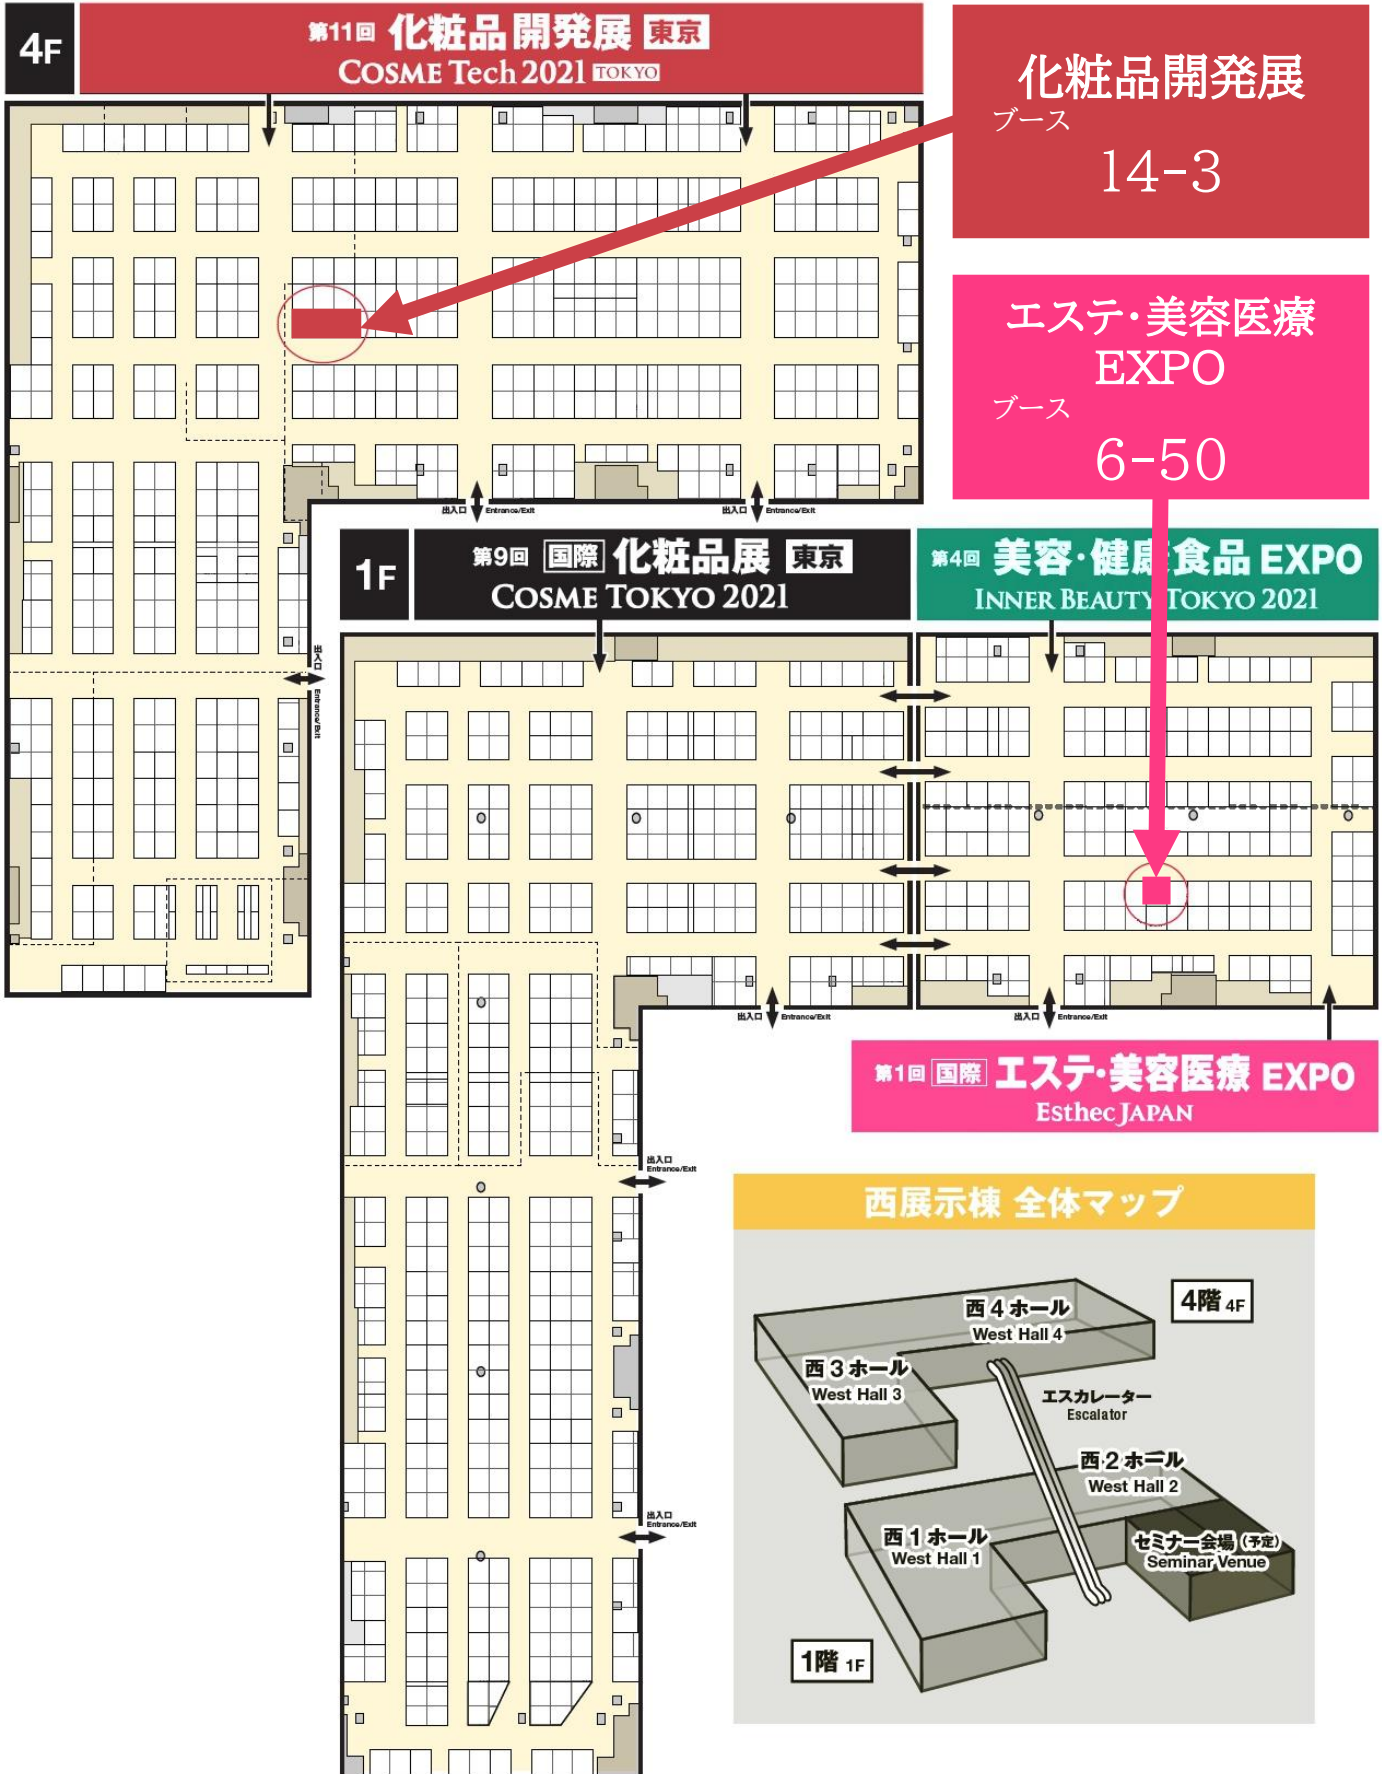 4F
第11回 化粧品開発展 東京
COSME Tech 2021 TOKYO
化粧品開発展
ブース
14-3
エステ・美容医療
EXPO
ブース
6-50
出入口 Entrance/Exit
出入口 Entrance/Exit
1F
第9回 国際 化粧品展 東京
COSME TOKYO 2021
第4回 美容・健康食品 EXPO
INNER BEAUTY TOKYO 2021
出入口 Entrance/Exit
出入口 Entrance/Exit
出入口 Entrance/Exit
第1回 国際 エステ・美容医療 EXPO
Esthec JAPAN
出入口
Entrance/Exit
出入口
Entrance/Exit
西展示棟 全体マップ
4階 4F
西4ホール
West Hall 4
西3ホール
West Hall 3
エスカレーター
Escalator
西2ホール
West Hall 2
西1ホール
West Hall 1
セミナー会場 (予定)
Seminar Venue
1階 1F